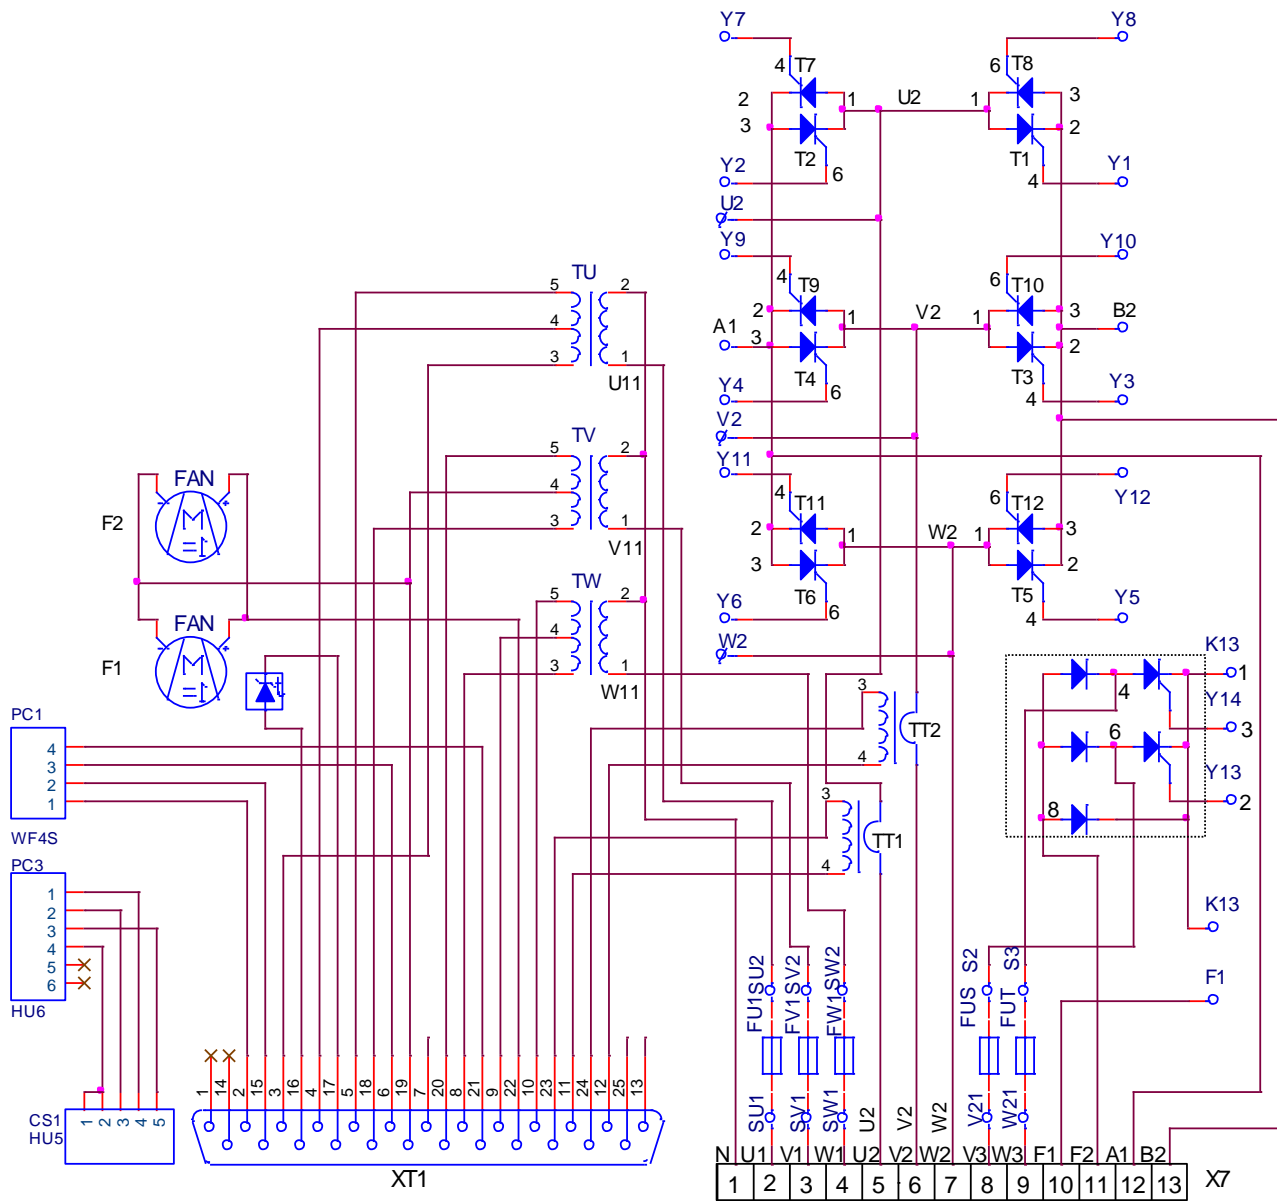 Y7
Y8
4 T7
6 T8
2 1 U2 1 3
3 2
T2 T1
Y2 6 4 Y1
U2
Y9 Y10
4 T9
6 T10
TU
5 2
4
3 1
U11
2 1 V2 1 3 B2
A1 3 2
T4 T3
Y4 6 4 Y3
V2
TV
5 2
4
3 1
V11
Y11 Y12
4 T11
6 T12
2 1 W2 1 3
3 2
T6 T5
Y6 6 4 Y5
W2
FAN
F2
M
=
TW
5 2
4
3 1
W11
FAN
F1
M
=
K13
4 1
Y14
6 3
Y13
8 2
3
TT2
4
3
TT1
4
PC1
4
3
2
1
WF4S
PC3
1
2
3
4
5
6
HU6
K13
F1
SU2 SV2 SW2 S2 S3
FU1 FV1 FW1 FUS FUT
SU1 SV1 SW1 U2 V2 W2 V21 W21
CS1
HU5
1 2 3 4 5
1 14 2 15 3 16 4 17 5 18 6 19 7 20 8 21 9 22 10 23 11 24 12 25 13
XT1
N U1 V1 W1 U2 V2 W2 V3 W3 F1 F2 A1 B2
1 2 3 4 5 6 7 8 9 10 11 12 13 X7